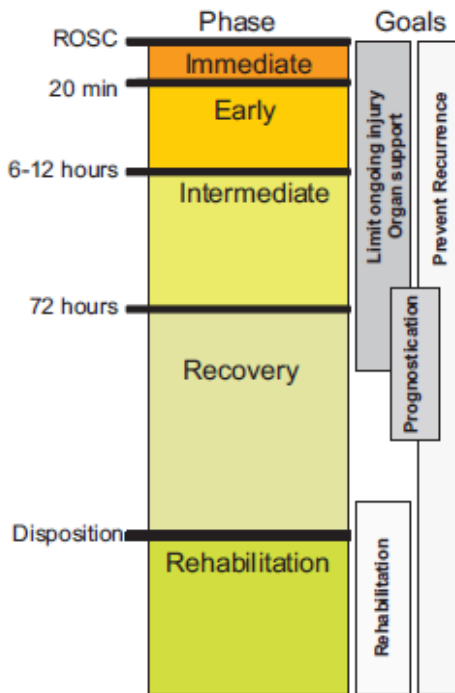 Phase
Goals
ROSC
Immediate
20 min
Early
6-12 hours
Intermediate
72 hours
Recovery
Disposition
Rehabilitation
Limit ongoing injury
Organ support
Prevent Recurrence
Prognostication
Rehabilitation